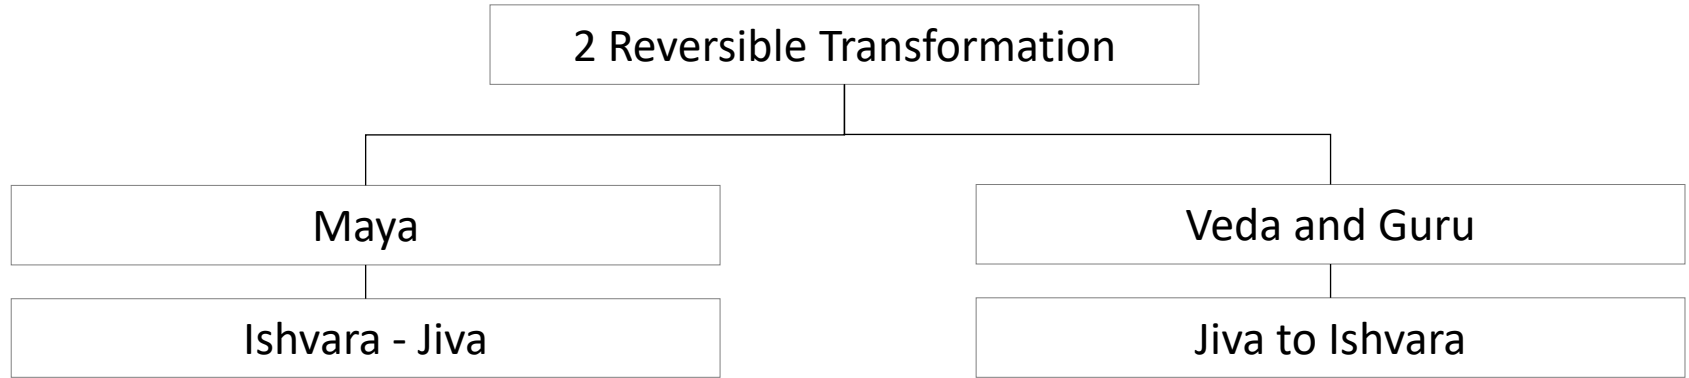 2 Reversible Transformation
Maya
Veda and Guru
Ishvara - Jiva
Jiva to Ishvara